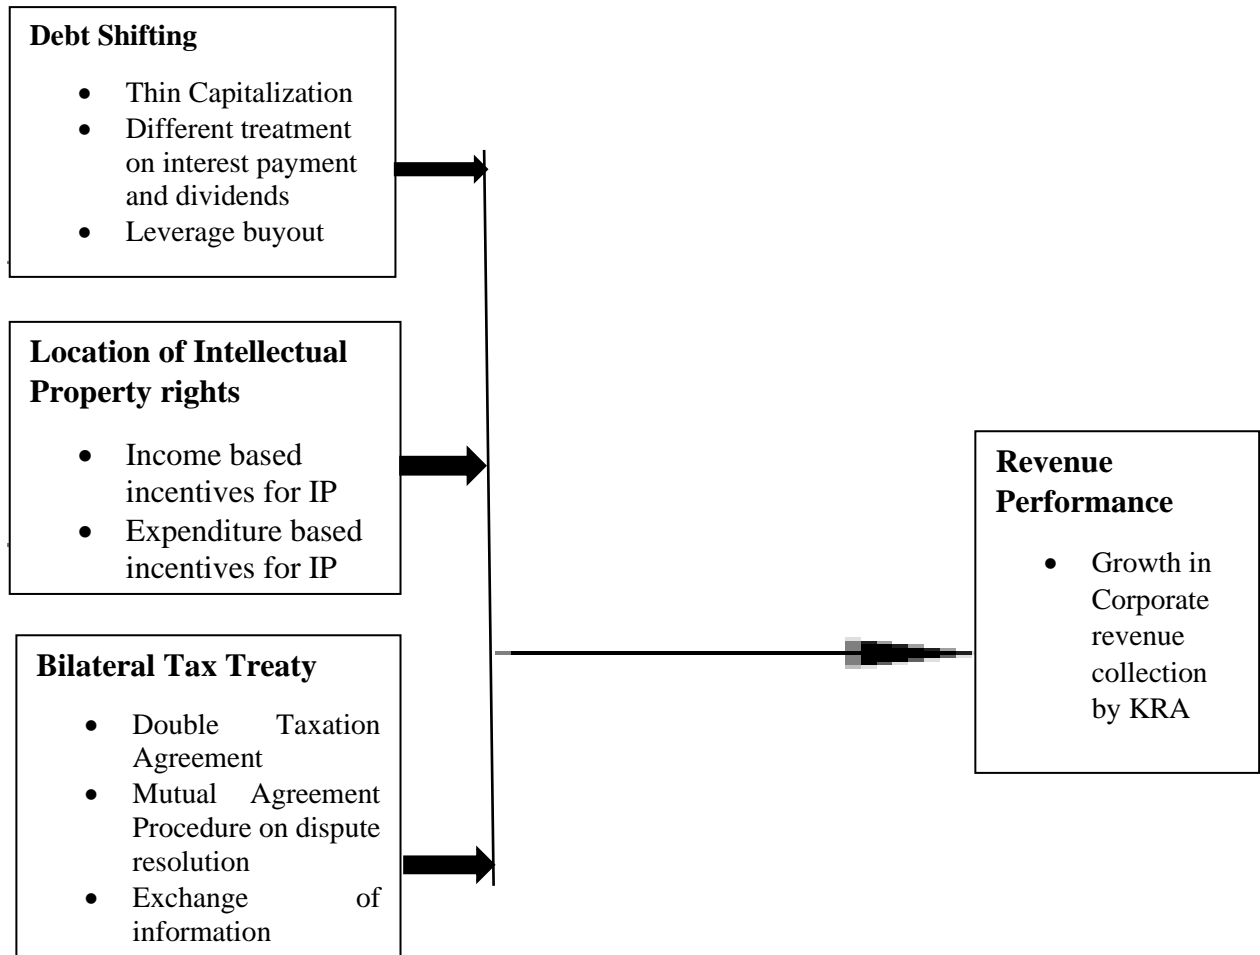 Debt Shifting
• Thin Capitalization
• Different treatment
on interest payment
and dividends
• Leverage buyout
Location of Intellectual
Property rights
• Income based
incentives for IP
• Expenditure based
incentives for IP
Bilateral Tax Treaty
• Double Taxation
Agreement
• Mutual Agreement
Procedure on dispute
resolution
• Exchange of
information
Revenue
Performance
• Growth in
Corporate
revenue
collection
by KRA